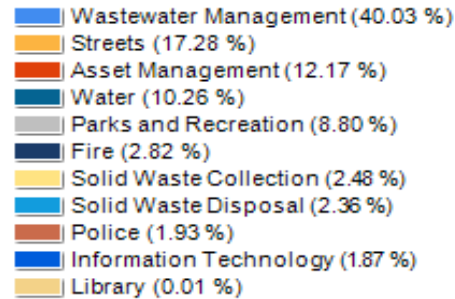 Wastewater Management (40.03 %)
Streets (17.28 %)
Asset Management (12.17 %)
Water (10.26 %)
Parks and Recreation (8.80 %)
Fire (2.82 %)
Solid Waste Collection (2.48 %)
Solid Waste Disposal (2.36 %)
Police (1.93 %)
Information Technology (1.87 %)
Library (0.01 %)